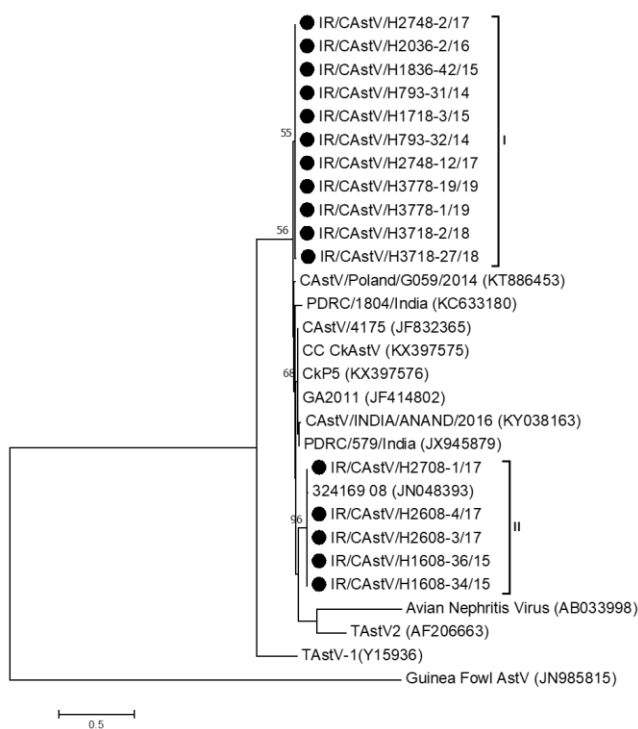 IR/CAstV/H2748-2/17
IR/CAstV/H2036-2/16
IR/CAstV/H1836-42/15
IR/CAstV/H793-31/14
IR/CAstV/H1718-3/15
55
IR/CAstV/H793-32/14
I
IR/CAstV/H2748-12/17
IR/CAstV/H3778-19/19
IR/CAstV/H3778-1/19
56
IR/CAstV/H3718-2/18
IR/CAstV/H3718-27/18
CAstV/Poland/G059/2014 (KT886453)
PDRC/1804/India (KC633180)
CAstV/4175 (JF832365)
CC CkAstV (KX397575)
68
CkP5 (KX397576)
GA2011 (JF414802)
CAstV/INDIA/ANAND/2016 (KY038163)
PDRC/579/India (JX945879)
IR/CAstV/H2708-1/17
324169 08 (JN048393)
96
IR/CAstV/H2608-4/17
II
IR/CAstV/H2608-3/17
IR/CAstV/H1608-36/15
IR/CAstV/H1608-34/15
Avian Nephritis Virus (AB033998)
TAstV2 (AF206663)
TAstV-1(Y15936)
Guinea Fowl AstV (JN985815)
0.5